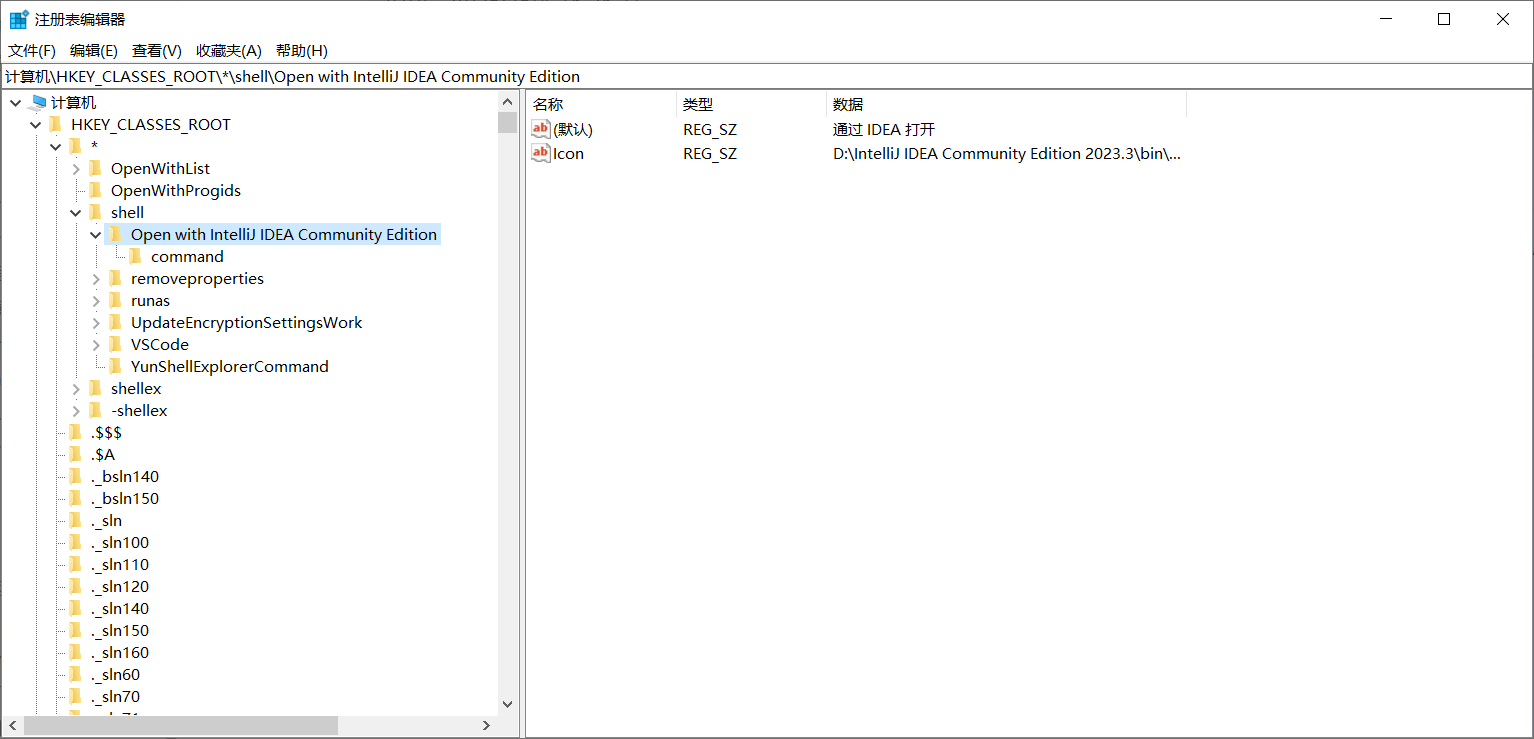 注册表编辑器
文件(F) 编辑(E) 查看(V) 收藏夹(A) 帮助(H)
计算机\HKEY_CLASSES_ROOT\*\shell\Open with IntelliJ IDEA Community Edition
计算机
HKEY_CLASSES_ROOT
*
OpenWithList
OpenWithProgids
shell
Open with IntelliJ IDEA Community Edition
command
removeproperties
runas
UpdateEncryptionSettingsWork
VSCode
YunShellExplorerCommand
shellex
-shellex
.$$$
.$A
._bsln140
._bsln150
._sln
._sln100
._sln110
._sln120
._sln140
._sln150
._sln160
._sln60
._sln70
名称 类型 数据
ab (默认) REG_SZ 通过 IDEA 打开
ab Icon REG_SZ D:\IntelliJ IDEA Community Edition 2023.3\bin\...